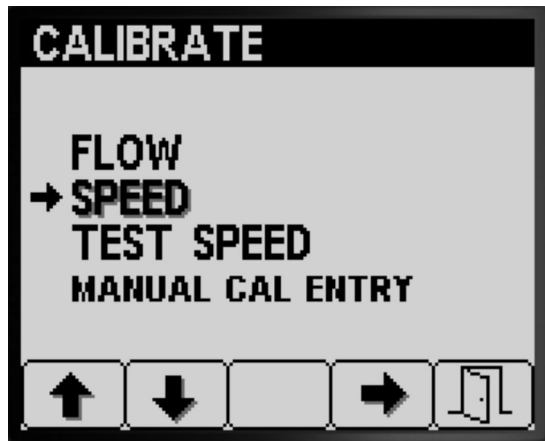 CALIBRATE
FLOW
SPEED
TEST SPEED
MANUAL CAL ENTRY